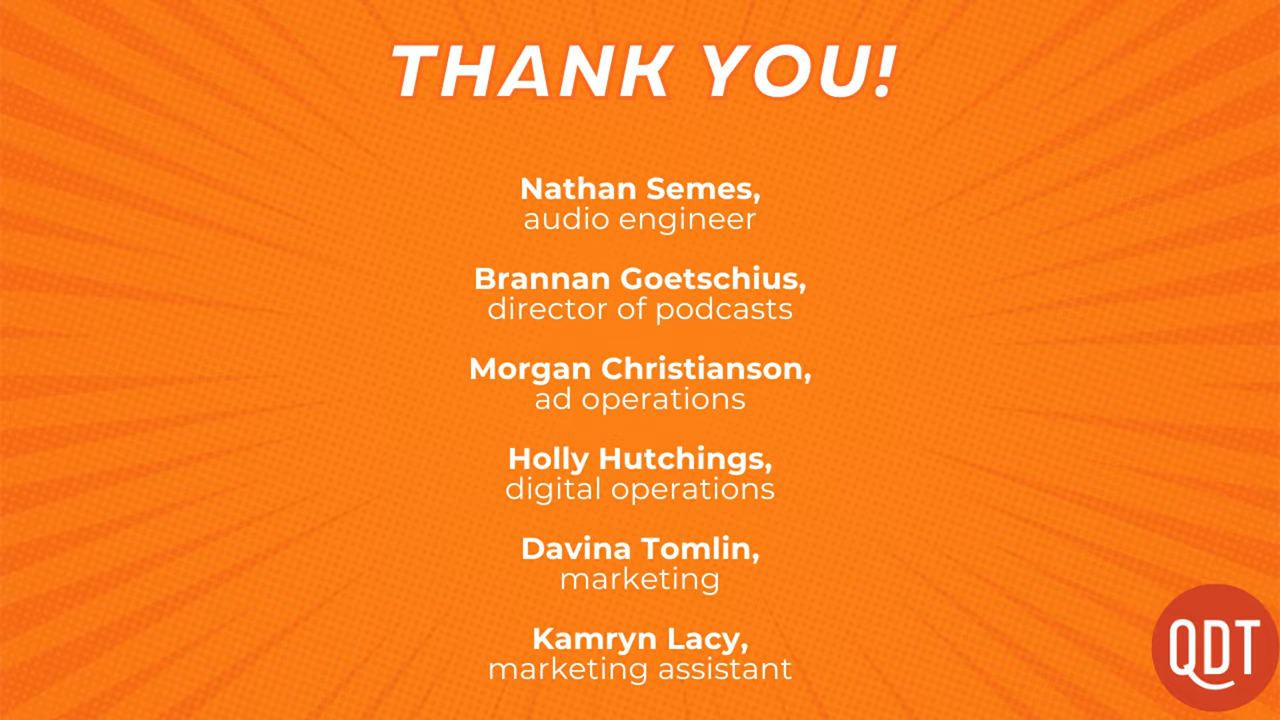 THANK YOU!
Nathan Semes,
audio engineer
Brannan Goetschius,
director of podcasts
Morgan Christianson,
ad operations
Holly Hutchings,
digital operations
Davina Tomlin,
marketing
Kamryn Lacy,
marketing assistant
QDT